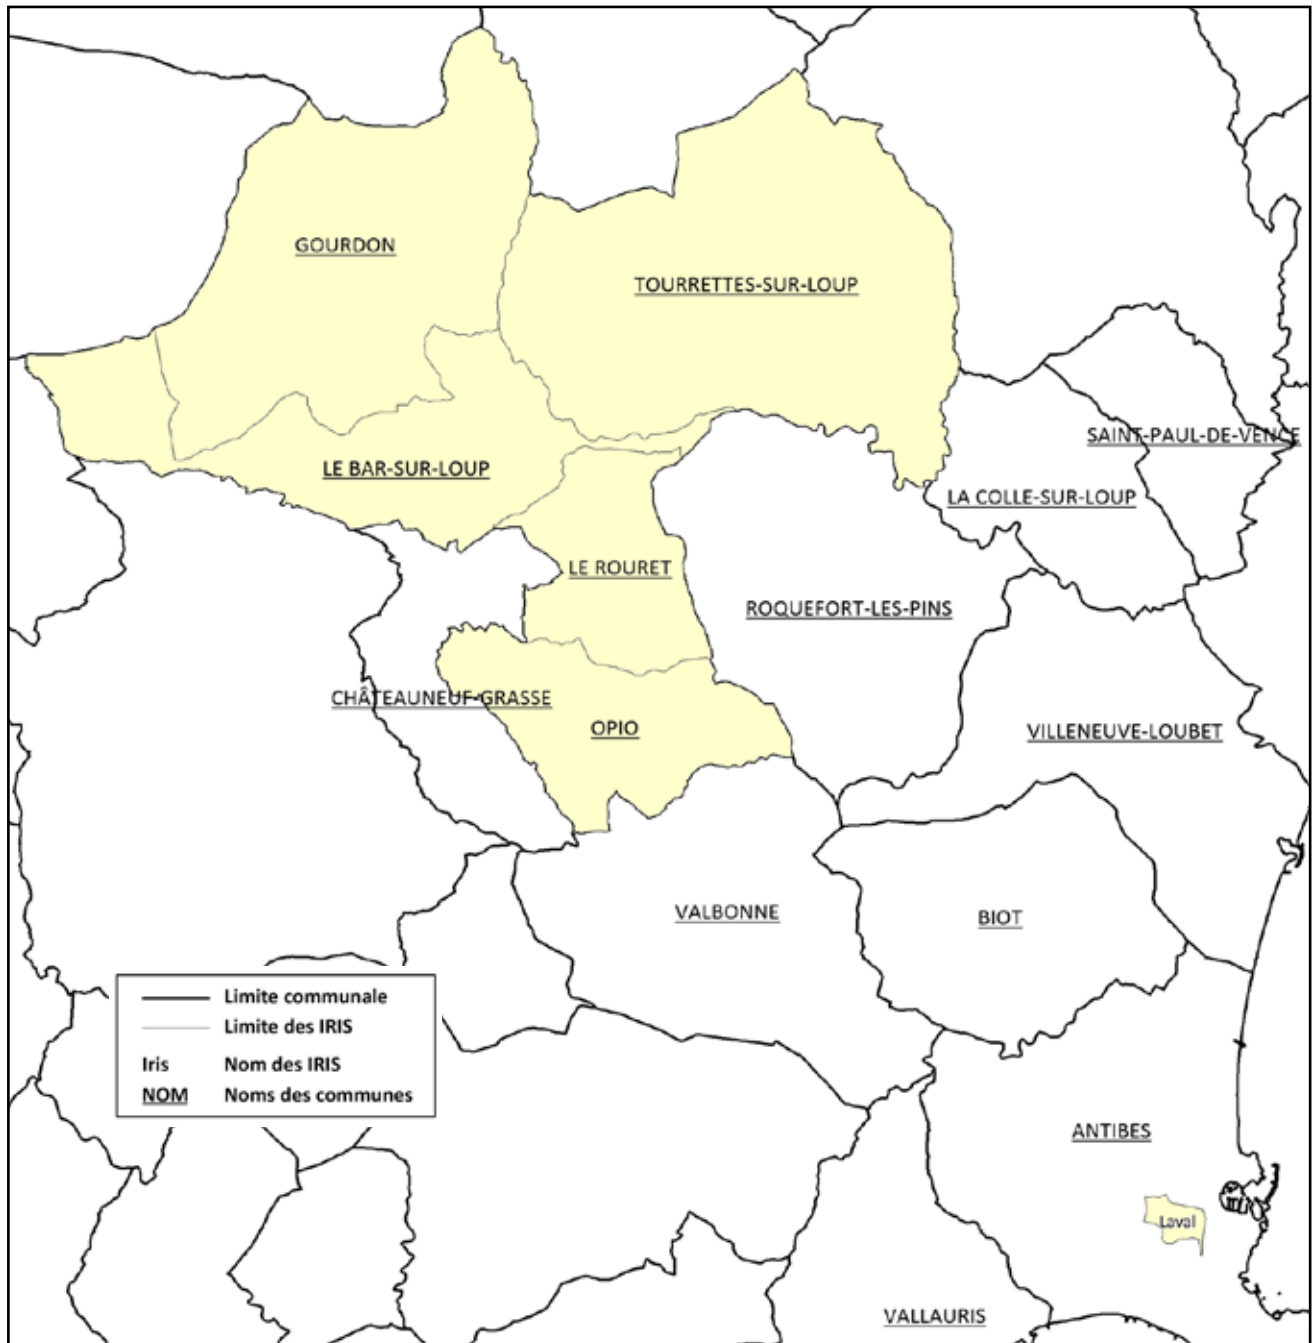 GOURDON
TOURRETTES-SUR-LOUP
SAINT-PAUL-DE-VENCE
LE BAR-SUR-LOUP
LA COLLE-SUR-LOUP
LE ROURET
ROQUEFORT-LES-PINS
CHÂTEAUNEUF-GRASSE
OPIO
VILLENEUVE-LOUBET
VALBONNE
BIOT
Limite communale
Limite des IRIS
Iris Nom des IRIS
NOM Noms des communes
ANTIBES
Laval
VALLAURIS